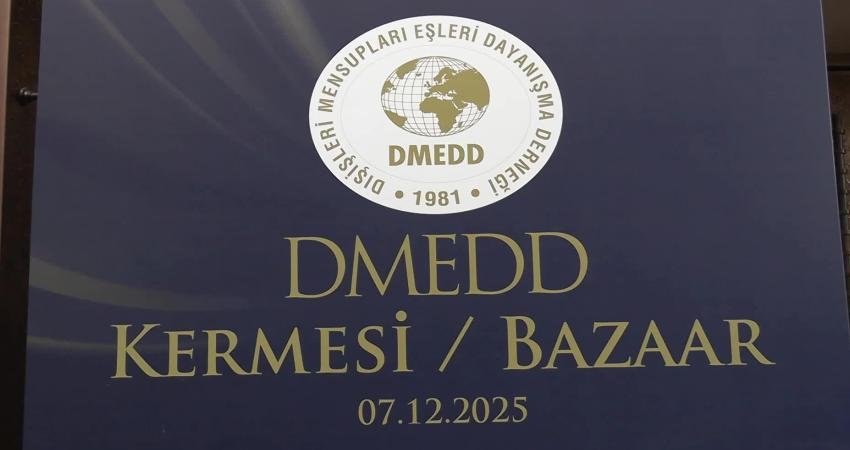 DIŞİŞLERİ MENSUPLARI EŞLERİ DAYANIŞMA DERNEĞİ
DMEDD
• 1981 •
DMEDD
KERMESİ / BAZAAR
07.12.2025